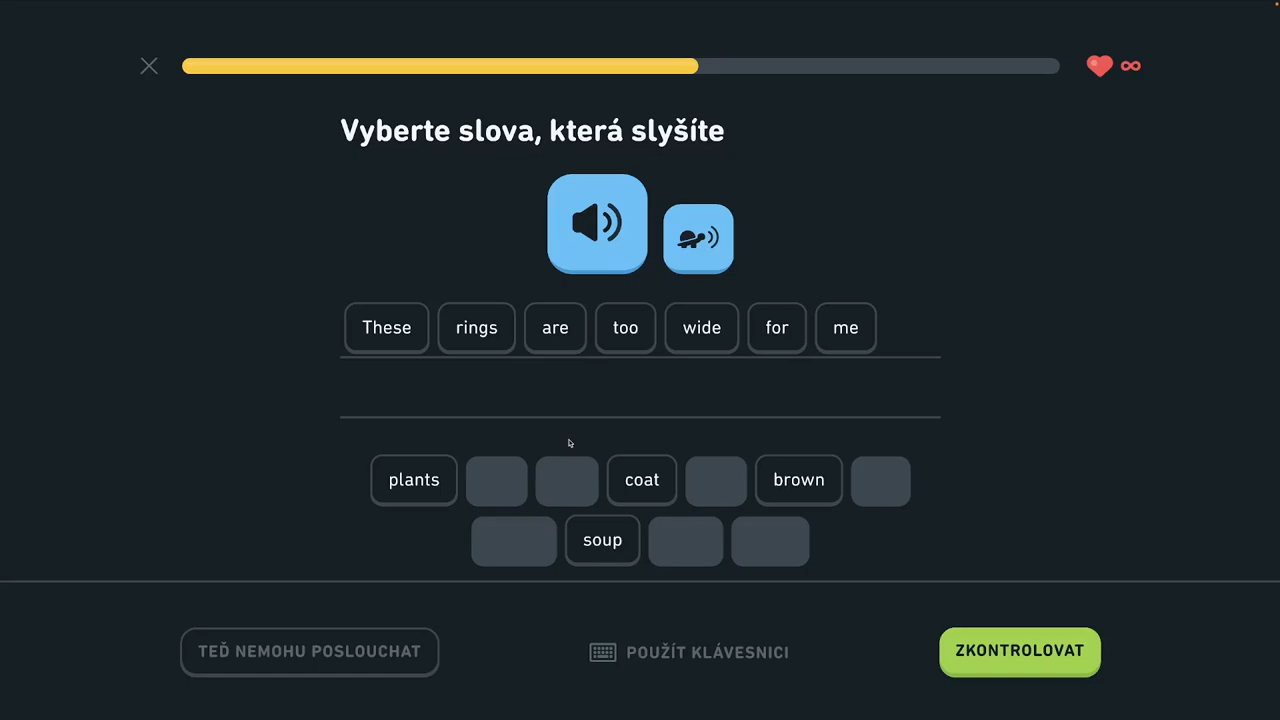 Vyberte slova, která slyšíte
These rings are too wide for me
plants coat brown
soup
TEĎ NEMOHU POSLOUCHAT POUŽÍT KLÁVESNICI ZKONTROLOVAT